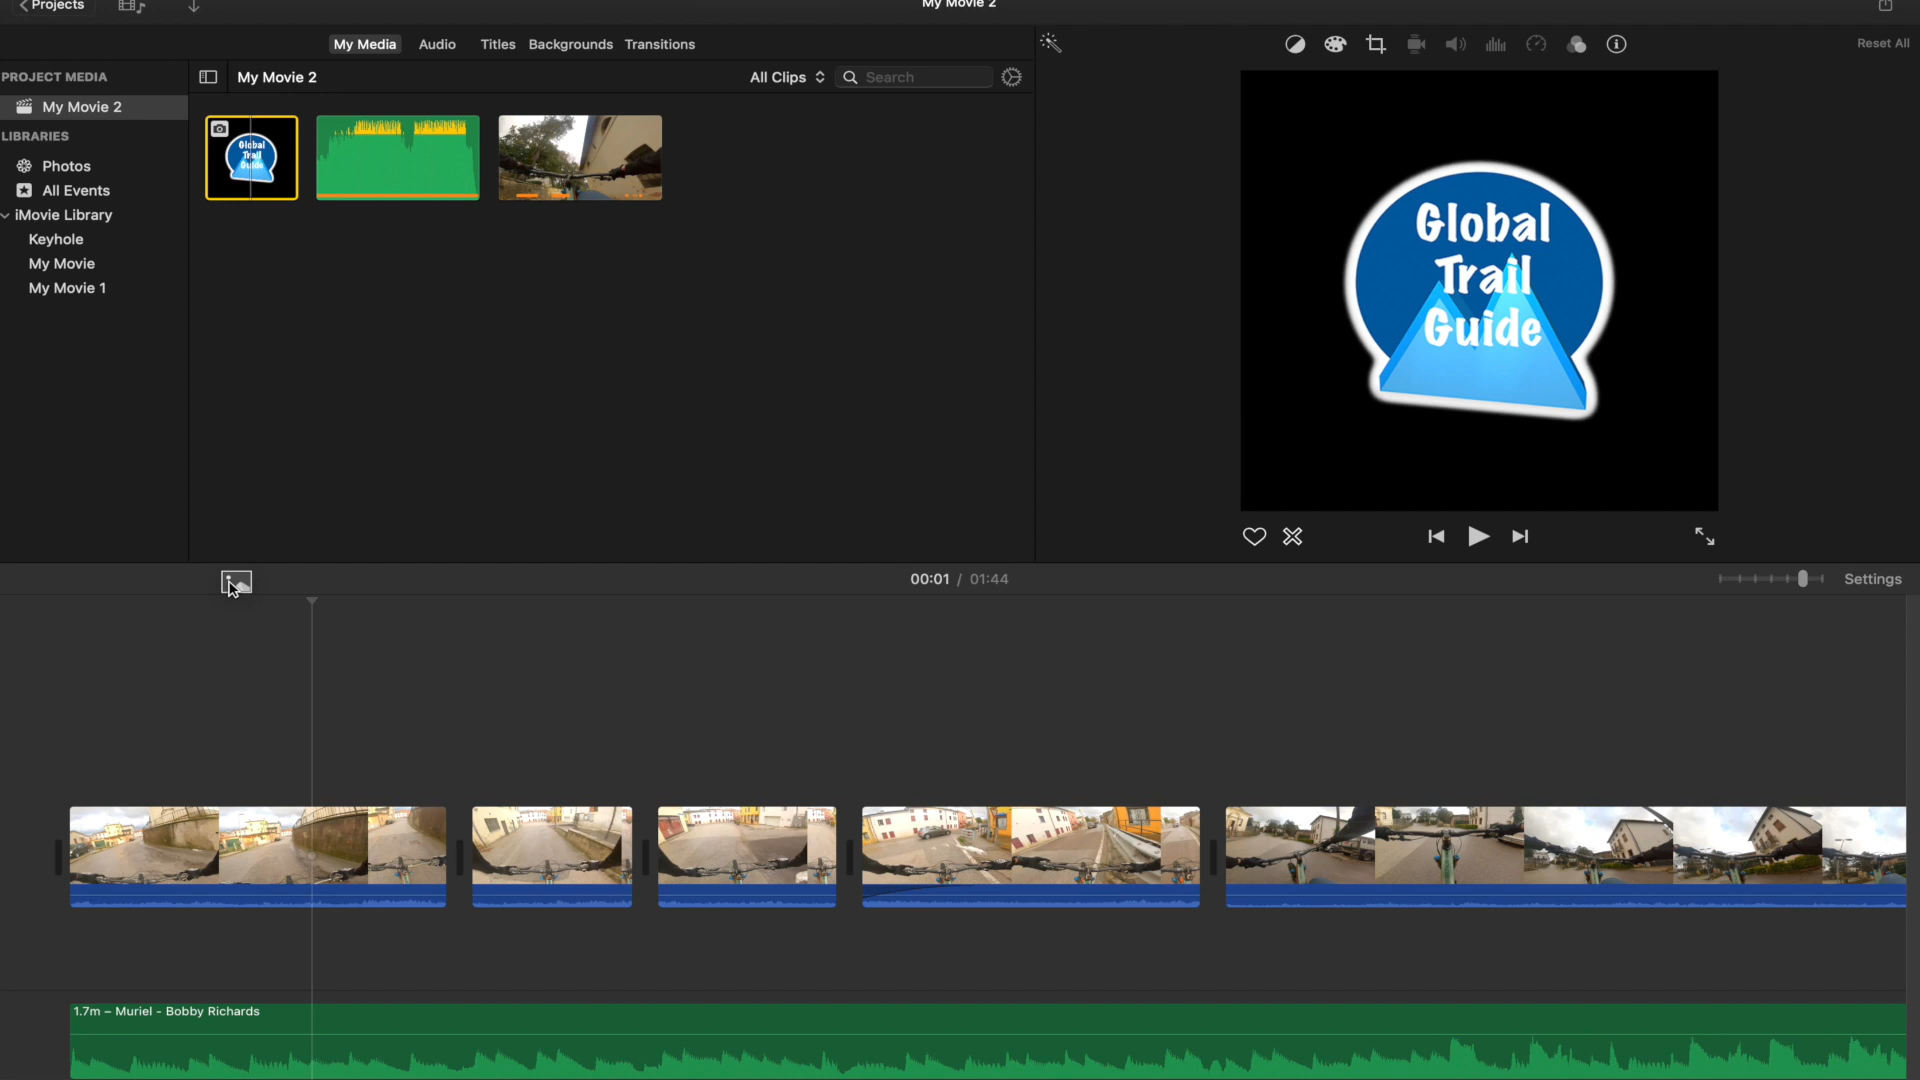 Projects
My Movie 2
My Media Audio Titles Backgrounds Transitions
Reset All
PROJECT MEDIA
My Movie 2
All Clips
Search
My Movie 2
LIBRARIES
Photos
All Events
iMovie Library
Keyhole
My Movie
My Movie 1
Global
Trail
Guide
Global
Trail
Guide
00:01 / 01:44
Settings
1.7m – Muriel - Bobby Richards